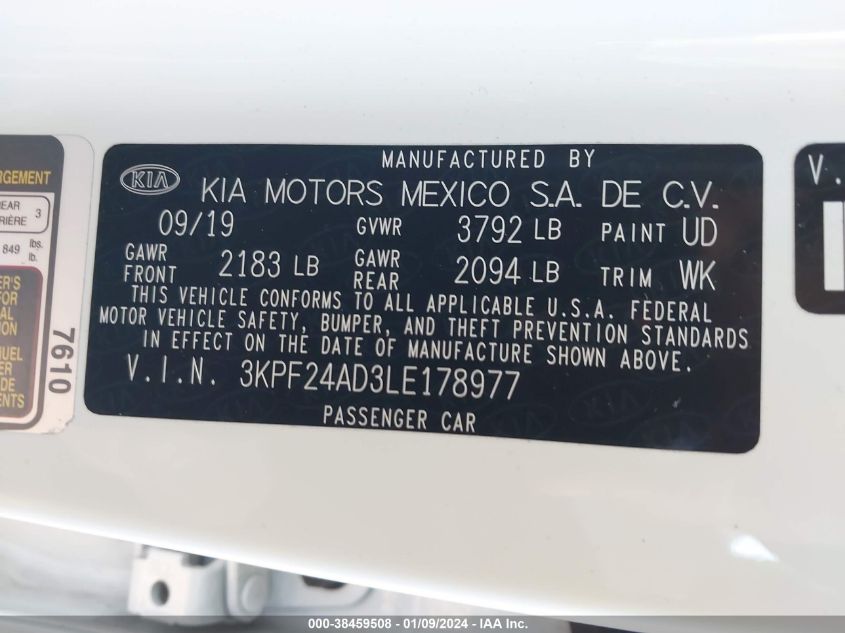 MANUFACTURED BY
KIA KIA MOTORS MEXICO S.A. DE C.V.
09/19 GVWR 3792 LB PAINT UD
GAWR FRONT 2183 LB GAWR REAR 2094 LB TRIM WK
THIS VEHICLE CONFORMS TO ALL APPLICABLE U.S.A. FEDERAL
MOTOR VEHICLE SAFETY, BUMPER, AND THEFT PREVENTION STANDARDS
IN EFFECT ON THE DATE OF MANUFACTURE SHOWN ABOVE.
V.I.N. 3KPF24AD3LE178977
PASSENGER CAR
3
849 lbs.
lb.
7610
V.
000-38459508 | 01/09/2024 | IAA Inc.